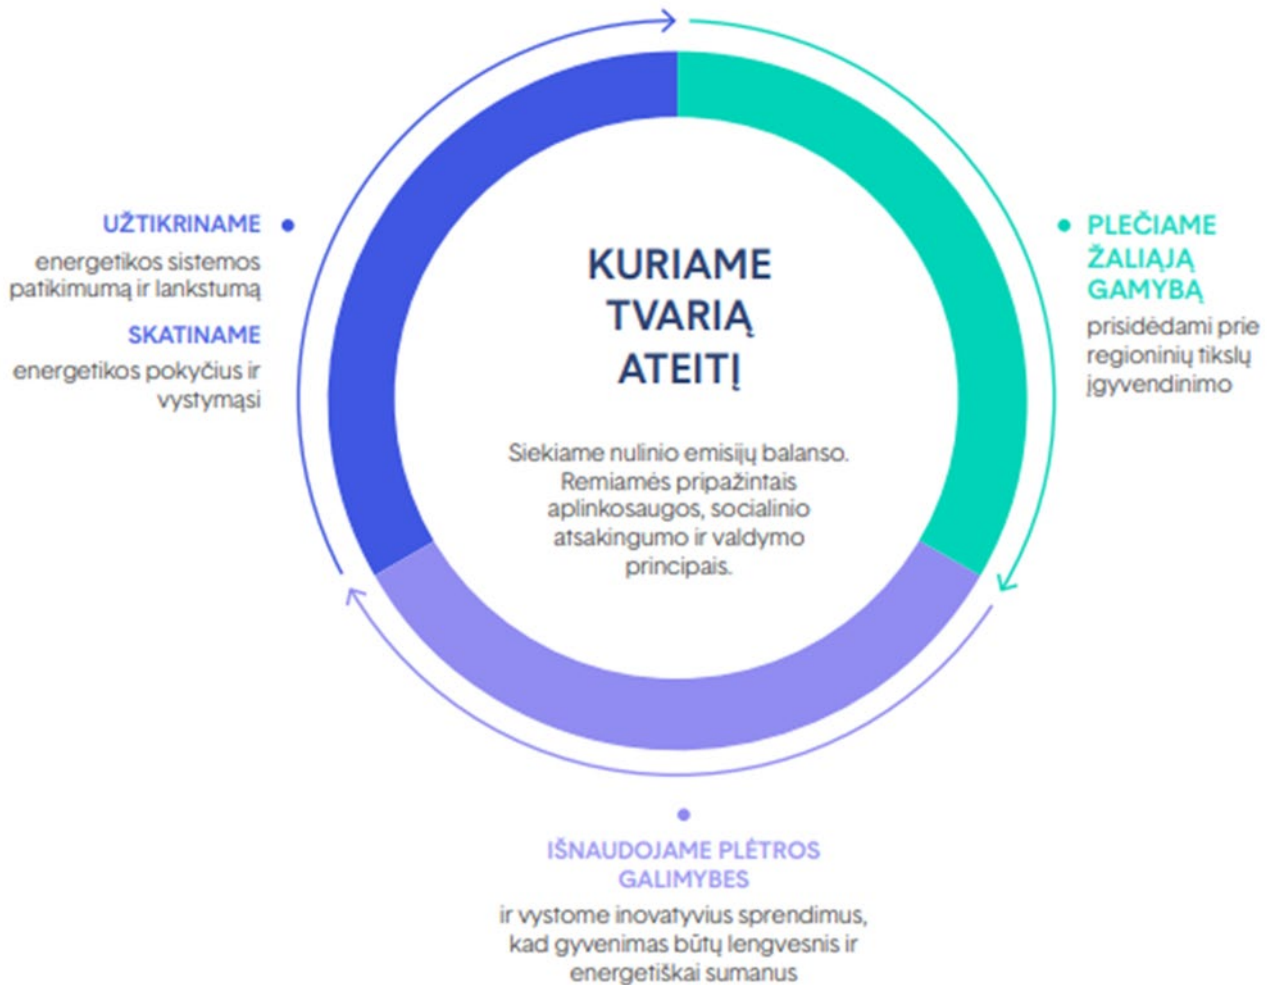 KURIAME
TVARIĄ
ATEITĮ
Siekiame nulinio emisijų balanso.
Remiamės pripažintais
aplinkosaugos, socialinio
atsakingumo ir valdymo
principais.
UŽTIKRINAME
energetikos sistemos
patikimumą ir lankstumą
SKATINAME
energetikos pokyčius ir
vystymąsi
PLEČIAME
ŽALIĄJĄ
GAMYBĄ
prisidėdami prie
regioninių tikslų
įgyvendinimo
IŠNAUDOJAME PLĖTROS
GALIMYBES
ir vystome inovatyvius sprendimus,
kad gyvenimas būtų lengvesnis ir
energetiškai sumanus